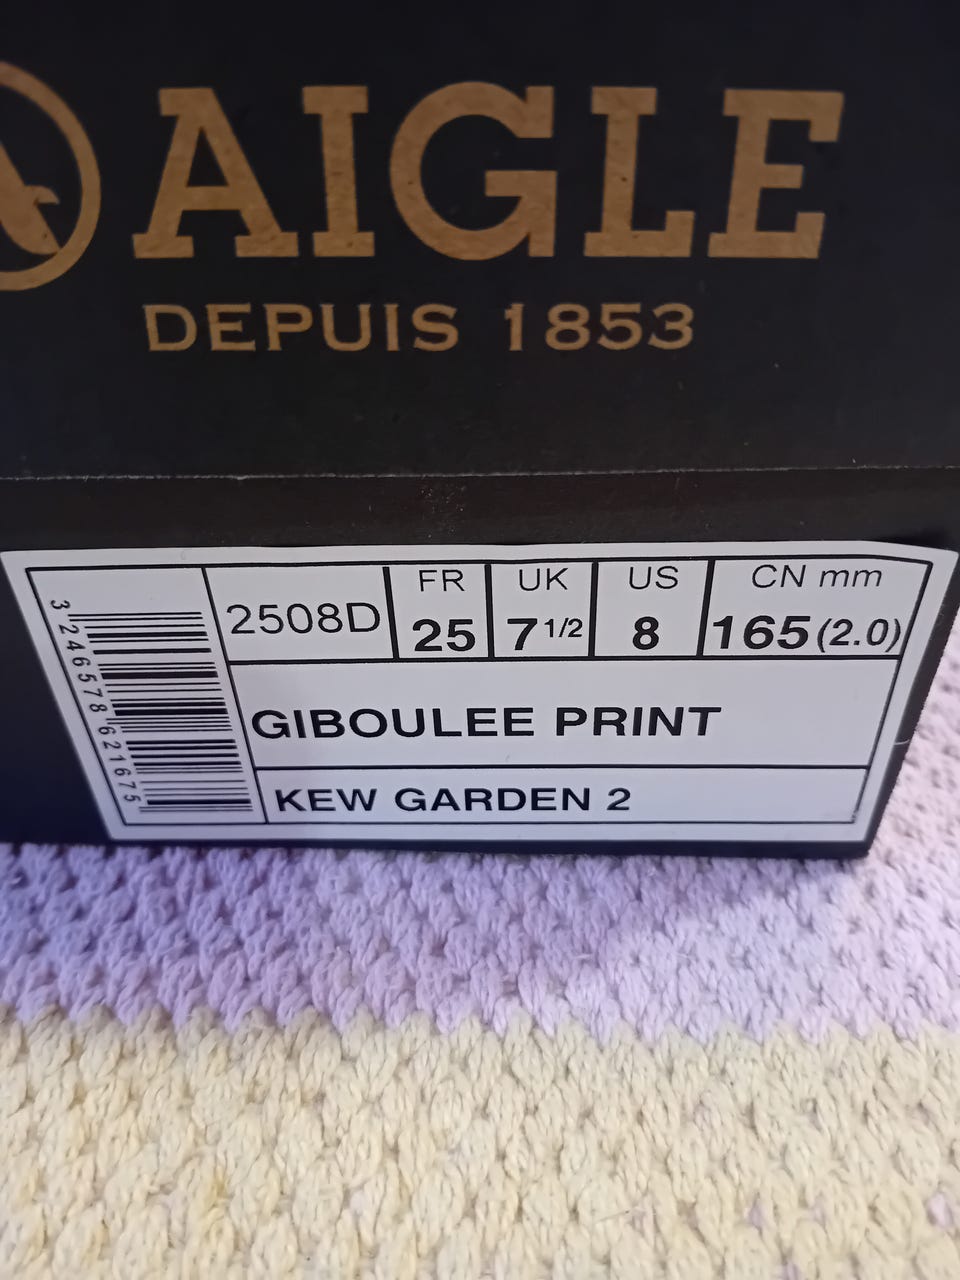 AIGLE
DEPUIS 1853
2508D
FR
25
UK
7 1/2
US
8
CN mm
165 (2.0)
GIBOULEE PRINT
KEW GARDEN 2
3 246578 621675